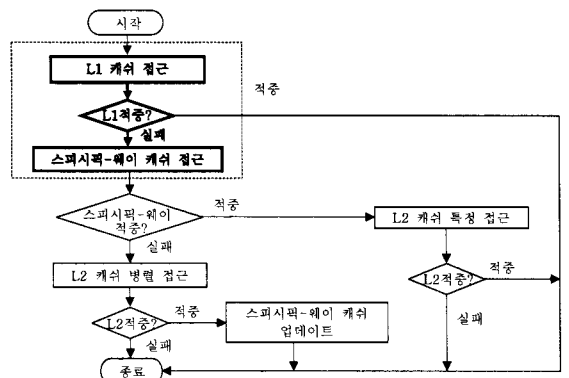 시작
L1 캐쉬 접근
적중
L1적중?
실패
스피시픽-웨이 캐쉬 접근
스피시픽-웨이
적중?
적중
L2 캐쉬 특정 접근
실패
L2 캐쉬 병렬 접근
L2적중?
적중
L2적중?
적중
스피시픽-웨이 캐쉬
업데이트
실패
실패
종료